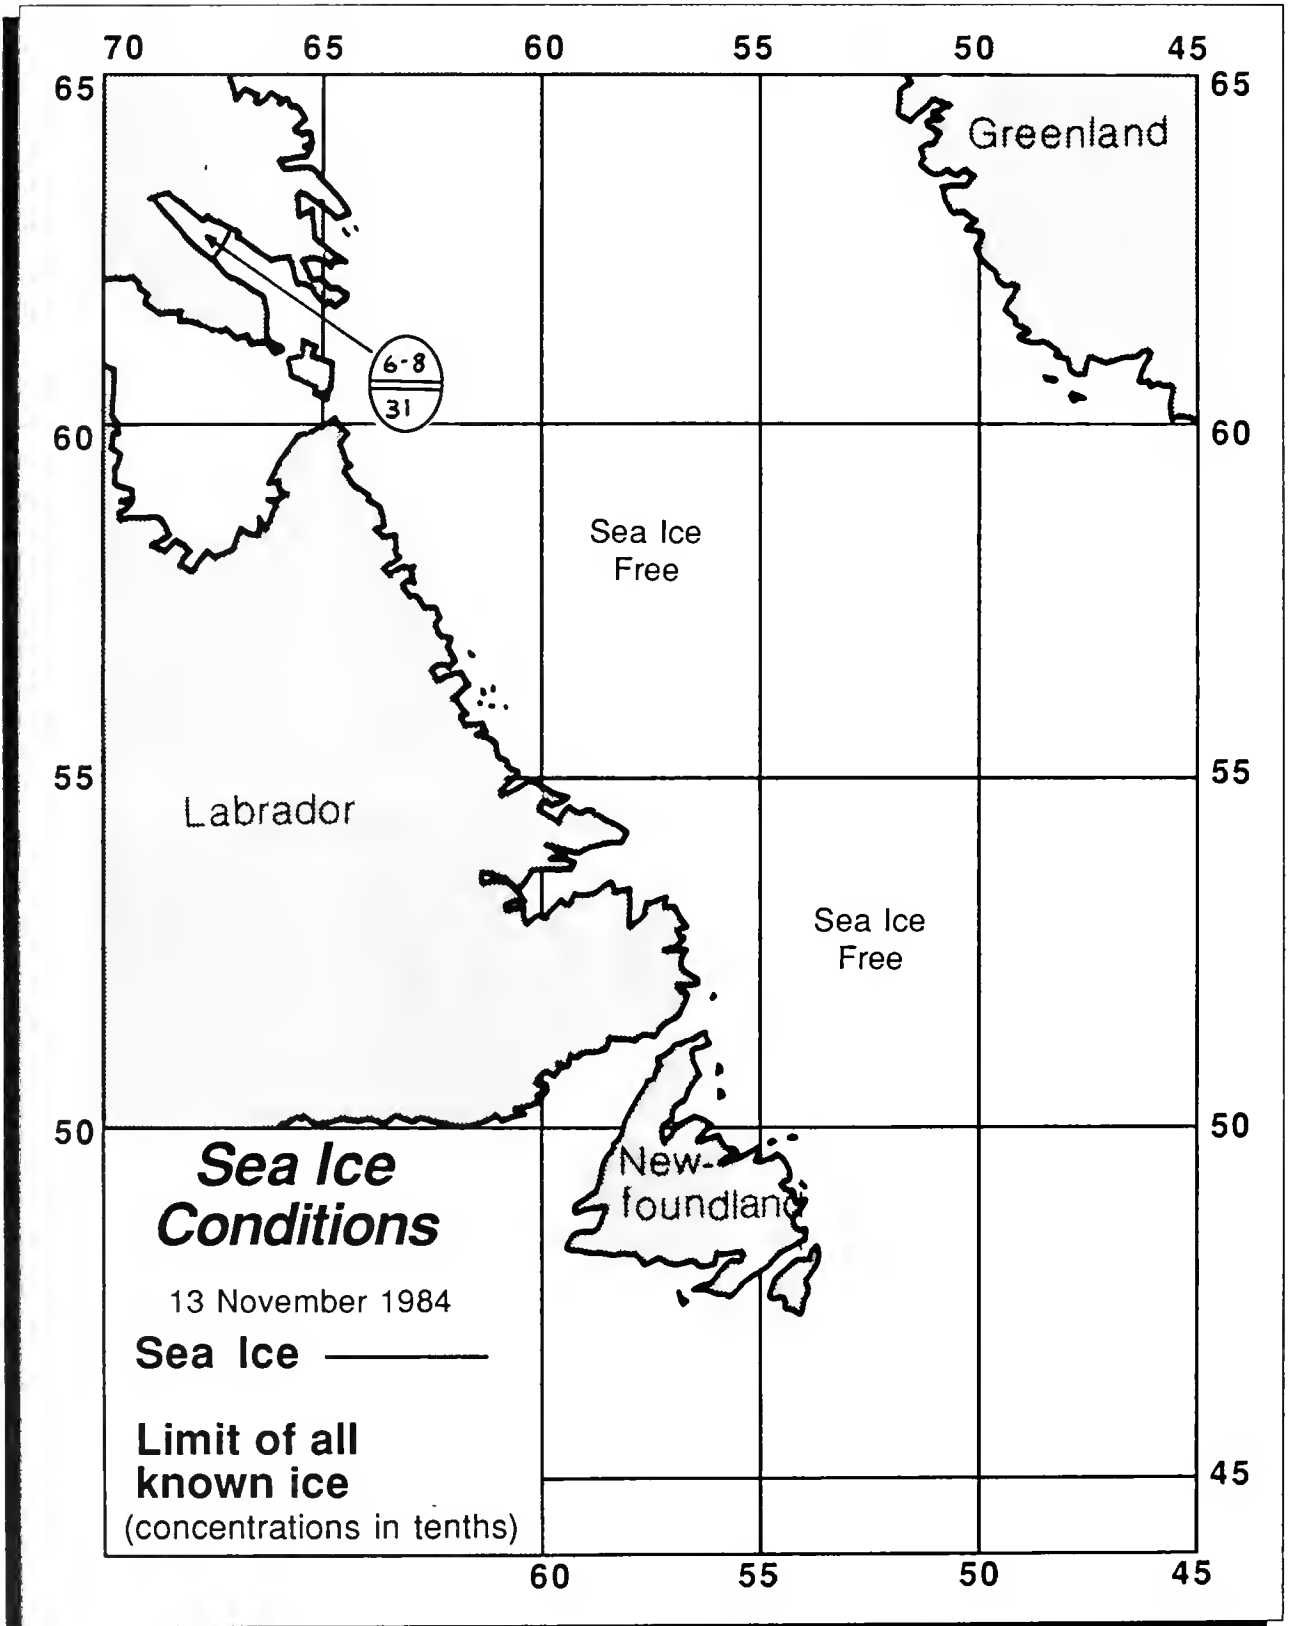 70 65 60 55 50 45
65 65
Greenland
6-8
31
60 60
Sea Ice
Free
55 55
Labrador
Sea Ice
Free
50 50
Sea Ice
Conditions
New-
foundland
13 November 1984
Sea Ice
Limit of all
known ice
(concentrations in tenths)
45
60 55 50 45